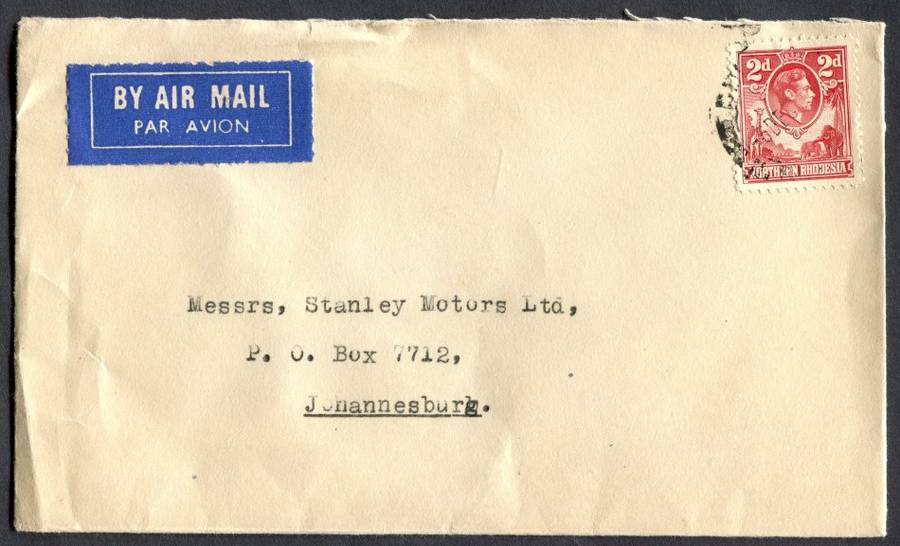 BY AIR MAIL
PAR AVION
2d 2d
NORTHERN RHODESIA
Messrs, Stanley Motors Ltd,
P. O. Box 7712,
Johannesburg.